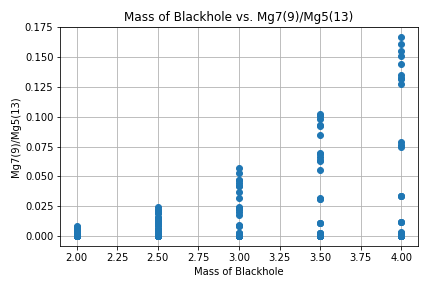 Mass of Blackhole vs. Mg7(9)/Mg5(13)
0.175
0.150
0.125
0.100
0.075
0.050
0.025
0.000
Mg7(9)/Mg5(13)
2.00 2.25 2.50 2.75 3.00 3.25 3.50 3.75 4.00
Mass of Blackhole